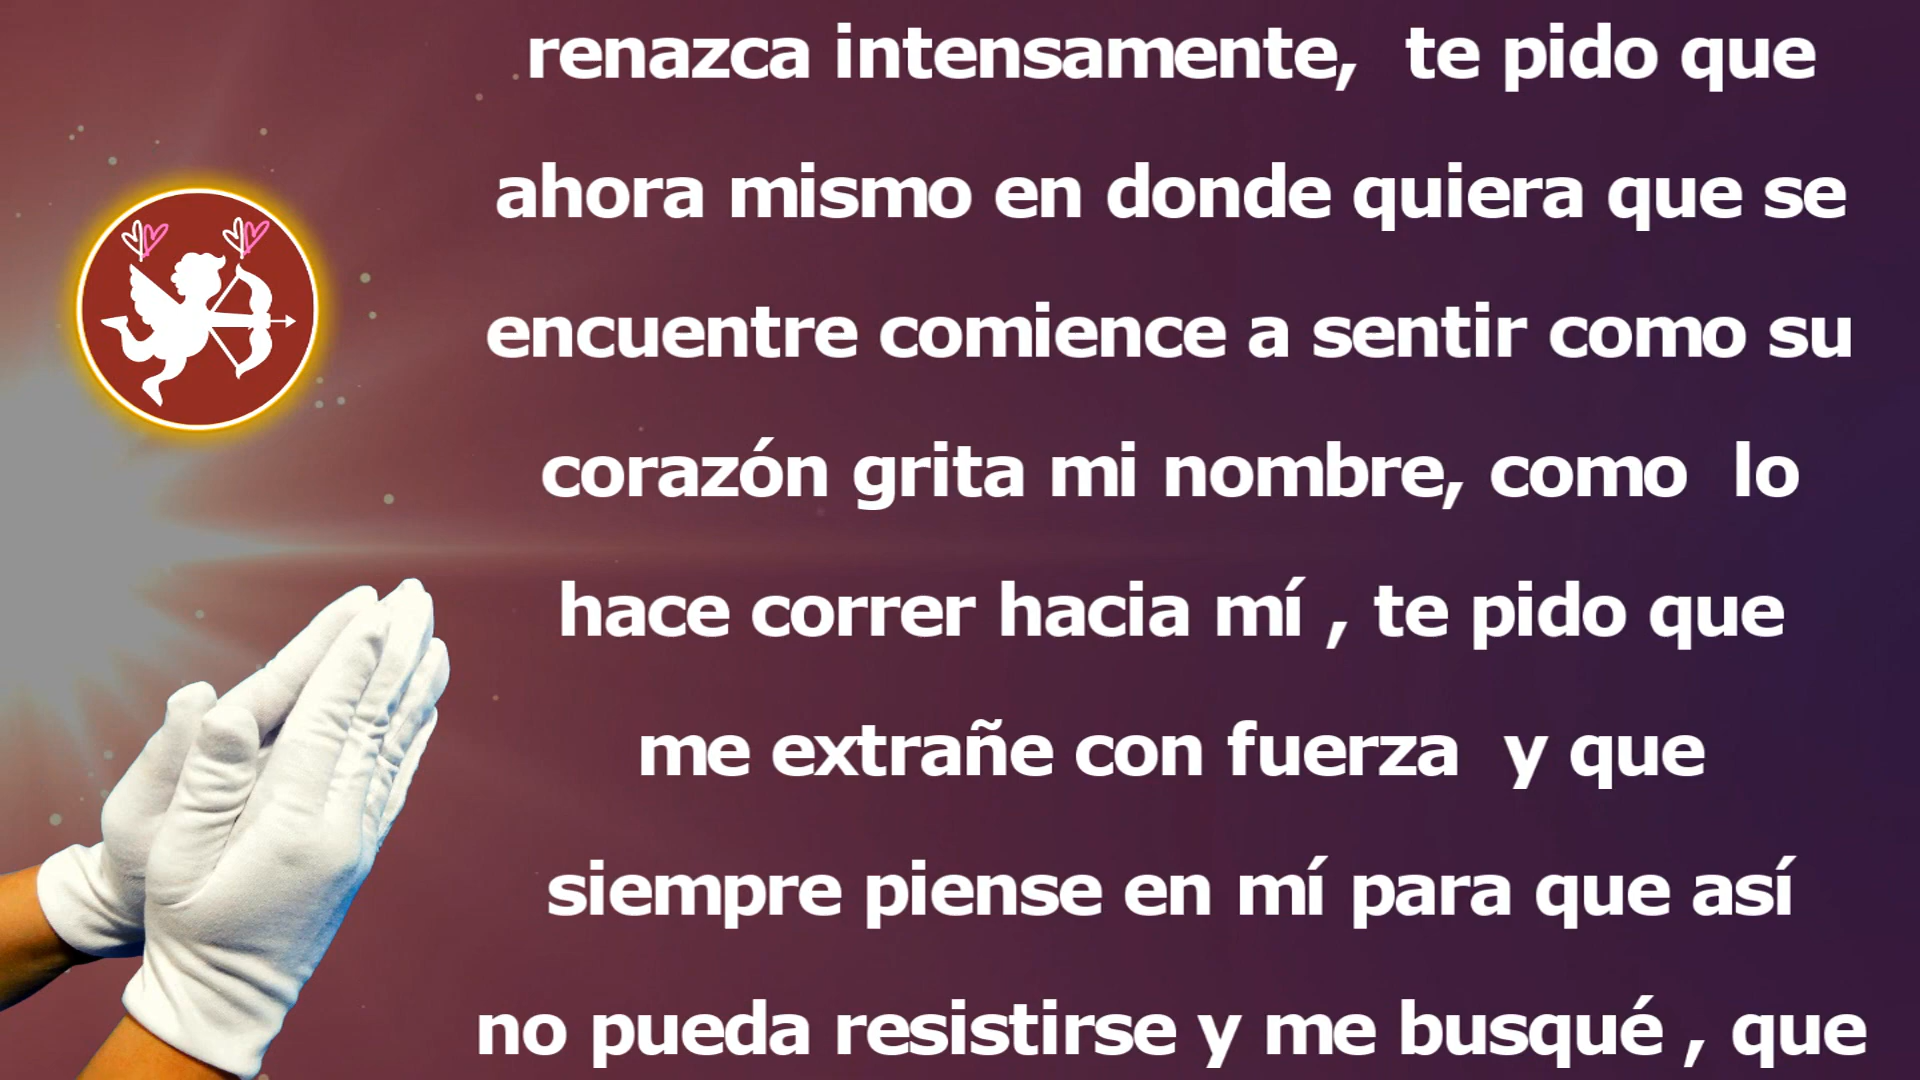 renazca intensamente,  te pido que
ahora mismo en donde quiera que se
encuentre comience a sentir como su
corazón grita mi nombre, como  lo
hace correr hacia mí , te pido que
me extrañe con fuerza  y que
siempre piense en mí para que así
no pueda resistirse y me busqué , que